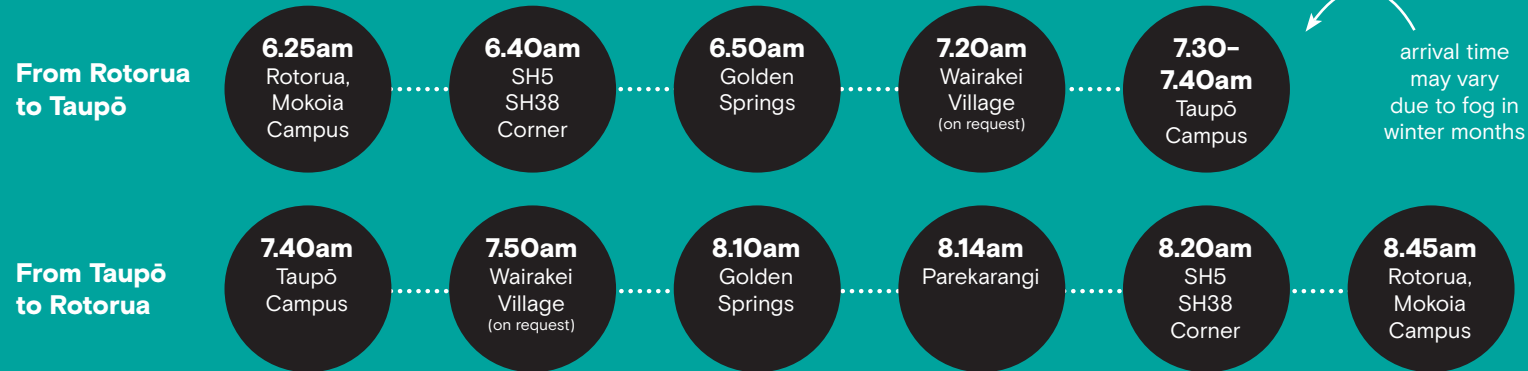 From Rotorua
to Taupō
6.25am
Rotorua,
Mokoia
Campus
6.40am
SH5
SH38
Corner
6.50am
Golden
Springs
7.20am
Wairakei
Village
(on request)
7.30–
7.40am
Taupō
Campus
arrival time
may vary
due to fog in
winter months
From Taupō
to Rotorua
7.40am
Taupō
Campus
7.50am
Wairakei
Village
(on request)
8.10am
Golden
Springs
8.14am
Parekarangi
8.20am
SH5
SH38
Corner
8.45am
Rotorua,
Mokoia
Campus